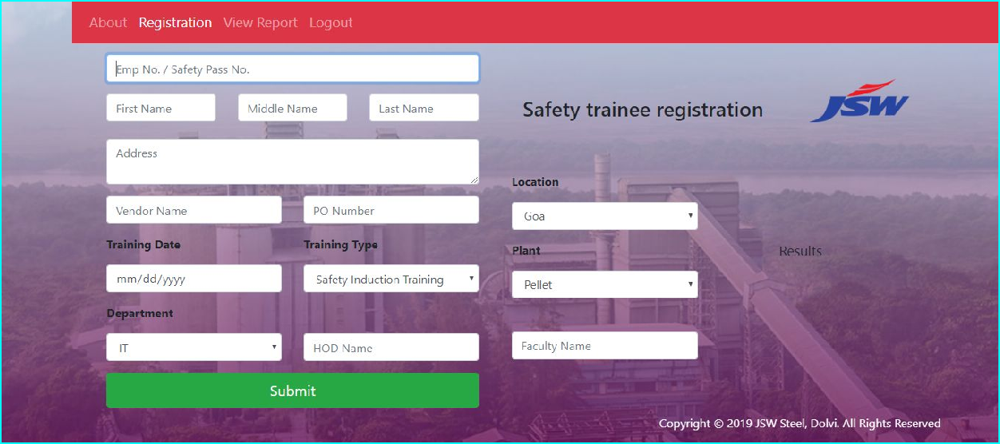 About Registration View Report Logout
Emp No. / Safety Pass No.
First Name Middle Name Last Name
Safety trainee registration
JSW
Address
Location
Vendor Name PO Number
Goa
Training Date Training Type
Plant
Results
mm/dd/yyyy Safety Induction Training
Pellet
Department
IT HOD Name
Faculty Name
Submit
Copyright © 2019 JSW Steel, Dolvi. All Rights Reserved